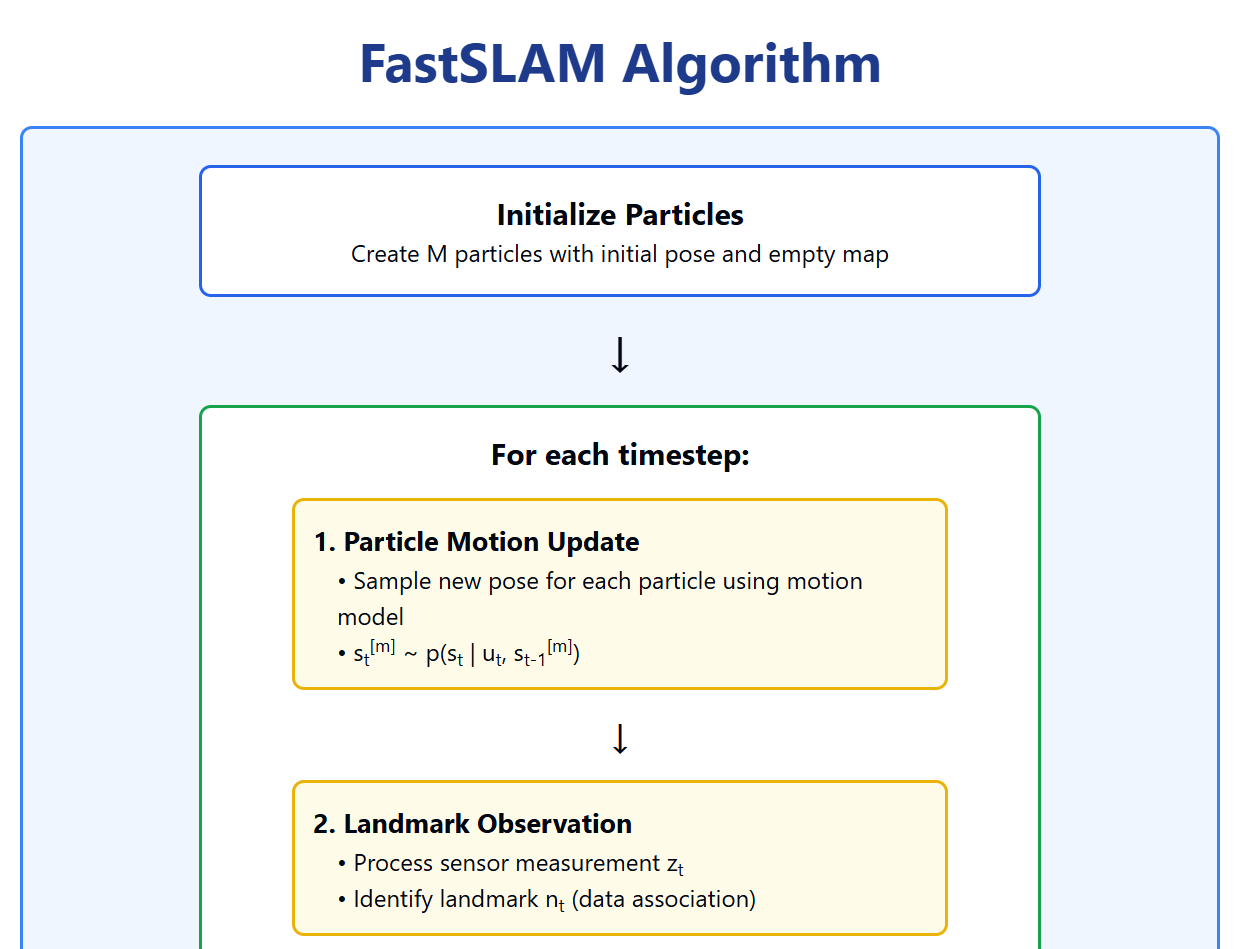 FastSLAM Algorithm
Initialize Particles
Create M particles with initial pose and empty map
↓
For each timestep:
1. Particle Motion Update
• Sample new pose for each particle using motion
model
• sₜ[m] ~ p(sₜ | uₜ, sₜ₋₁[m])
↓
2. Landmark Observation
• Process sensor measurement zₜ
• Identify landmark nₜ (data association)